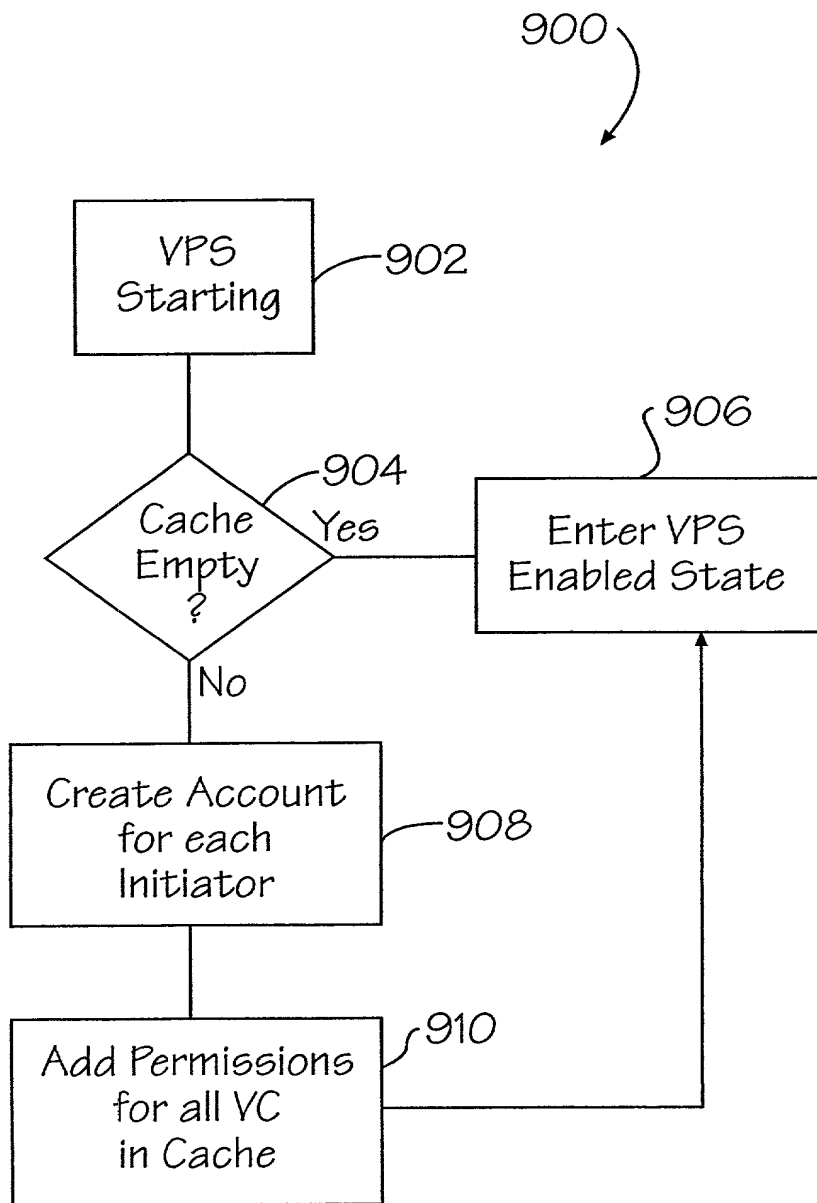 900
VPS
Starting
902
904
Cache
Empty
?
Yes
906
Enter VPS
Enabled State
No
Create Account
for each
Initiator
908
Add Permissions
for all VC
in Cache
910